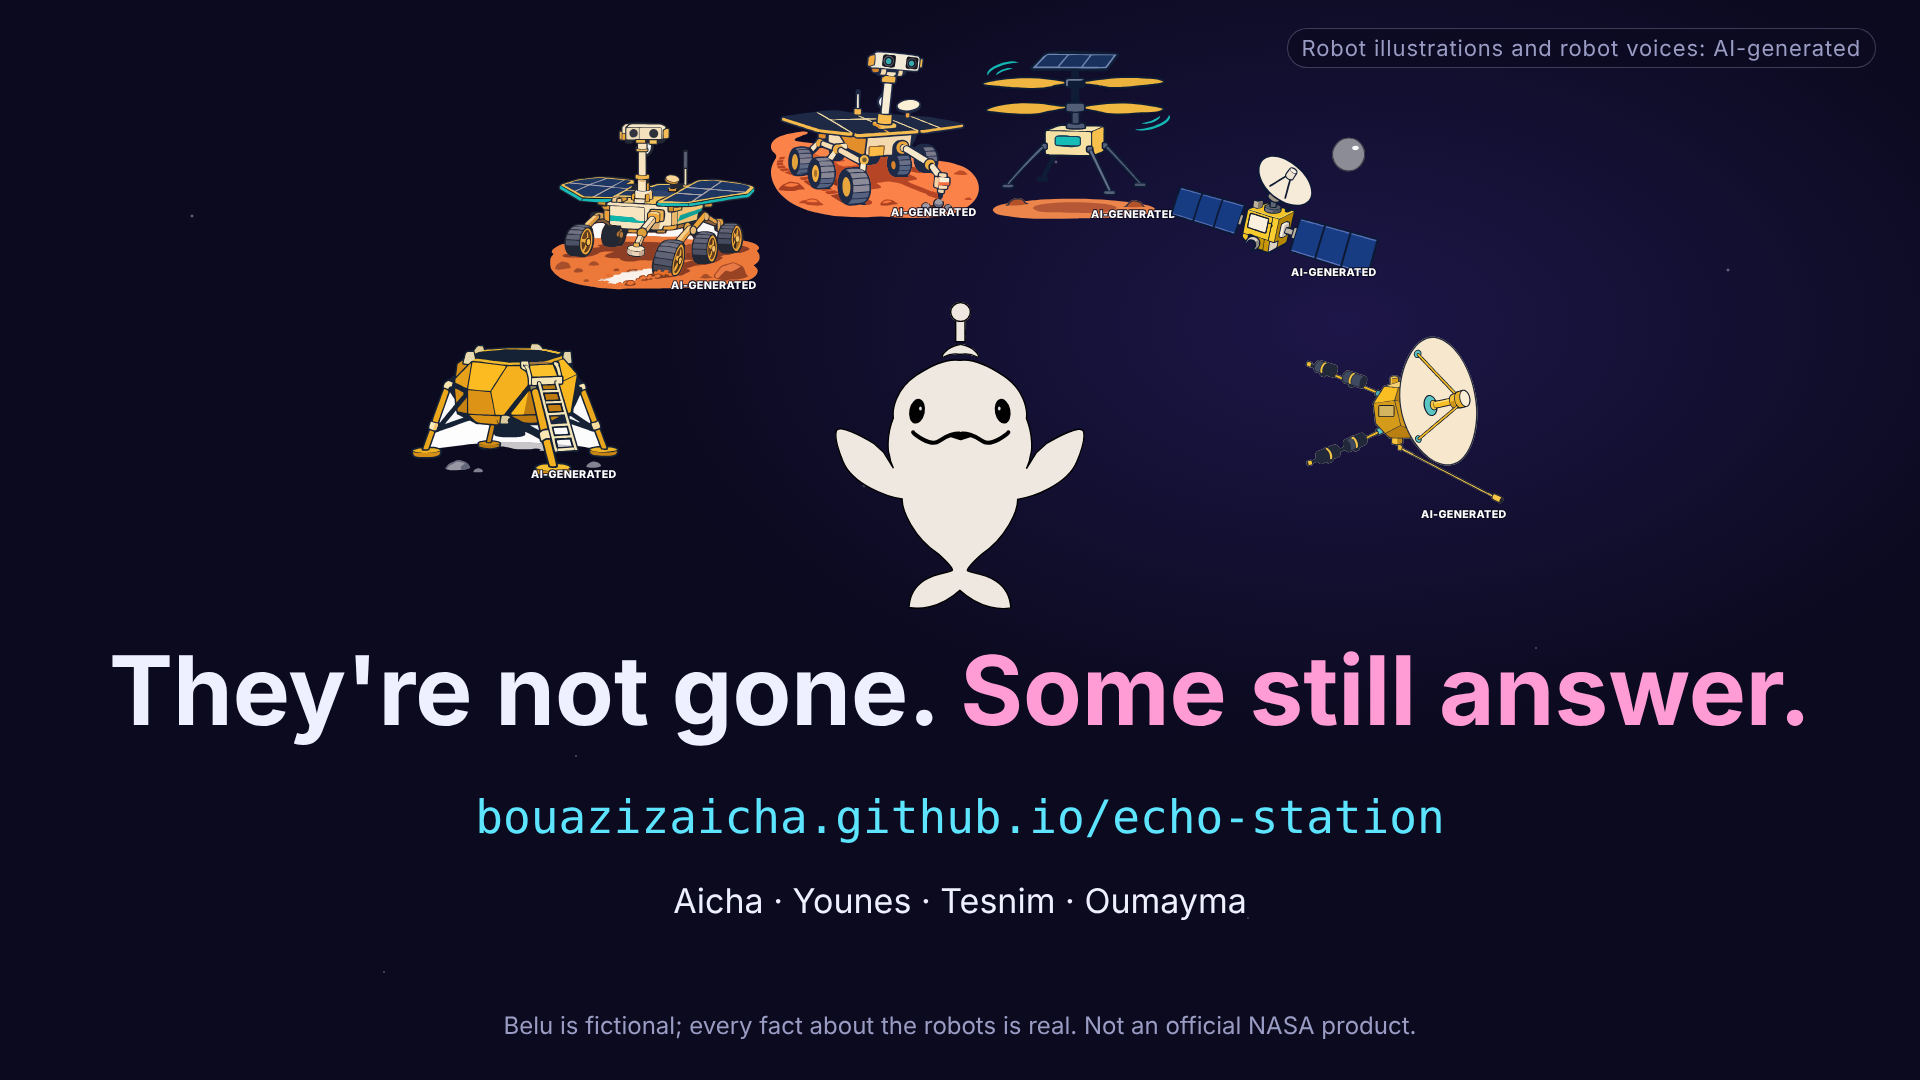 Robot illustrations and robot voices: AI-generated
AI-GENERATED
AI-GENERATED
AI-GENERATED
AI-GENERATED
AI-GENERATED
AI-GENERATED
They're not gone. Some still answer.
bouazizaicha.github.io/echo-station
Aicha · Younes · Tesnim · Oumayma
Belu is fictional; every fact about the robots is real. Not an official NASA product.